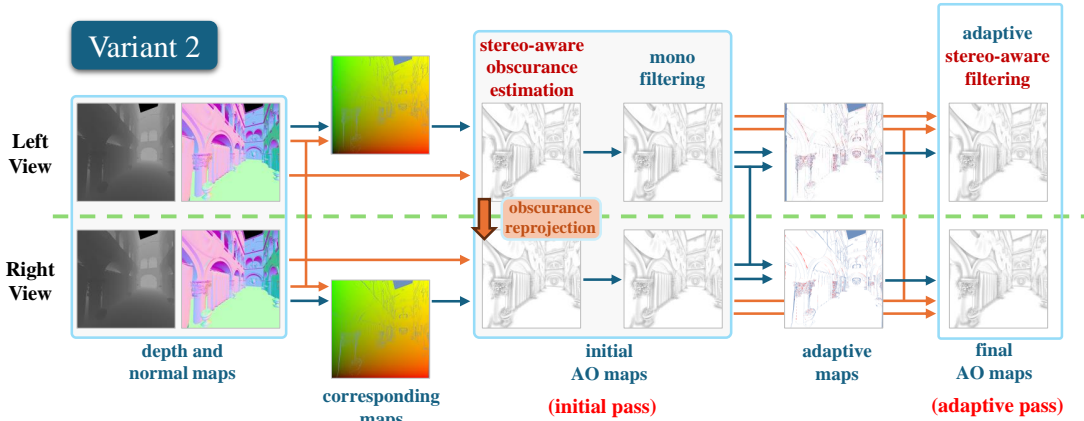 Variant 2
stereo-aware
obscurance
estimation
mono
filtering
adaptive
stereo-aware
filtering
Left
View
obscurance
reprojection
Right
View
depth and
normal maps
corresponding
maps
initial
AO maps
(initial pass)
adaptive
maps
final
AO maps
(adaptive pass)